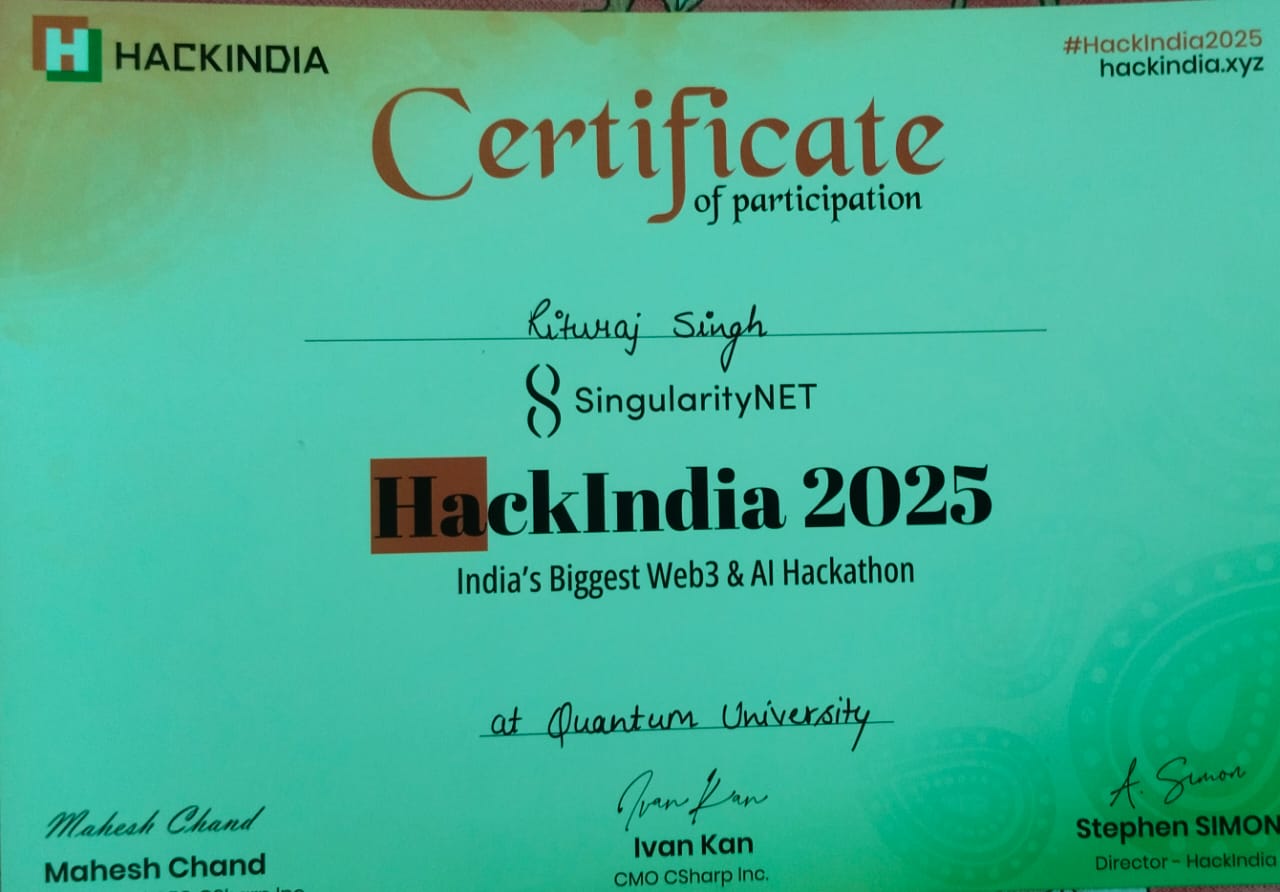 HACKINDIA
#HackIndia2025
hackindia.xyz
Certificate
of participation
Rituraj Singh
SingularityNET
HackIndia 2025
India's Biggest Web3 & AI Hackathon
at Quantum University
Mahesh Chand
Mahesh Chand
Ivan Kan
Ivan Kan
CMO CSharp Inc.
A. Simon
Stephen SIMON
Director - HackIndia